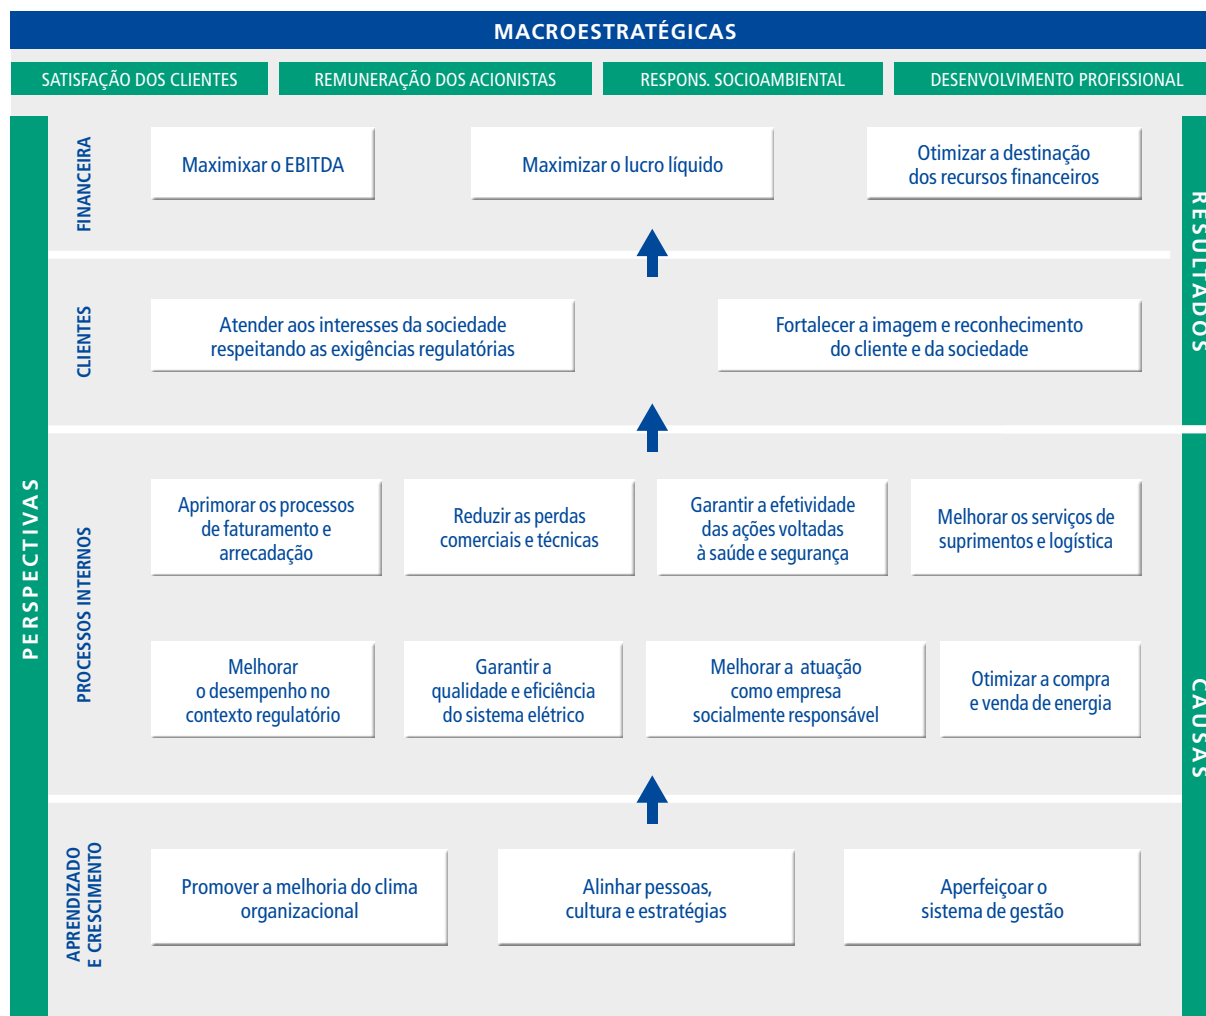 MACROESTRATÉGICAS
SATISFAÇÃO DOS CLIENTES
REMUNERAÇÃO DOS ACIONISTAS
RESPONS. SOCIOAMBIENTAL
DESENVOLVIMENTO PROFISSIONAL
PERSPECTIVAS
RESULTADOS
CAUSAS
FINANCEIRA
Maximixar o EBITDA
Maximizar o lucro líquido
Otimizar a destinação
dos recursos financeiros
CLIENTES
Atender aos interesses da sociedade
respeitando as exigências regulatórias
Fortalecer a imagem e reconhecimento
do cliente e da sociedade
PROCESSOS INTERNOS
Aprimorar os processos
de faturamento e
arrecadação
Reduzir as perdas
comerciais e técnicas
Garantir a efetividade
das ações voltadas
à saúde e segurança
Melhorar os serviços de
suprimentos e logística
Melhorar
o desempenho no
contexto regulatório
Garantir a
qualidade e eficiência
do sistema elétrico
Melhorar a atuação
como empresa
socialmente responsável
Otimizar a compra
e venda de energia
APRENDIZADO
E CRESCIMENTO
Promover a melhoria do clima
organizacional
Alinhar pessoas,
cultura e estratégias
Aperfeiçoar o
sistema de gestão